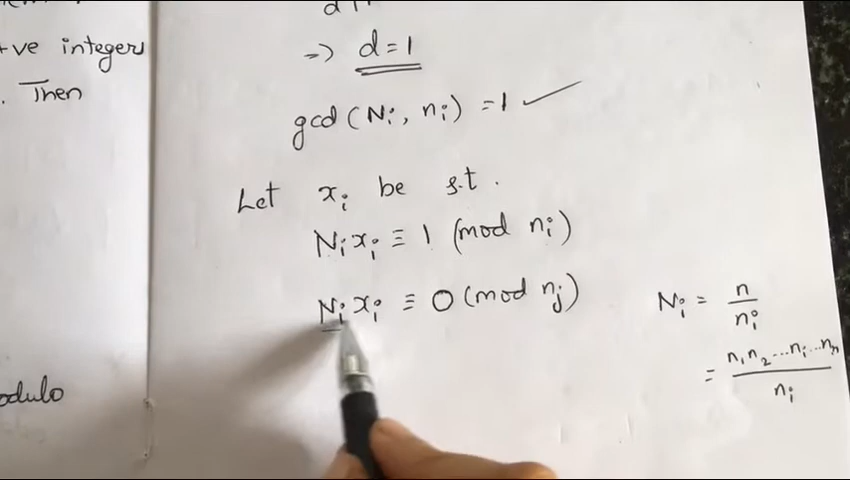 +ve integers
. Then
odulo
=> d=1
gcd (Ni, ni) = 1 ✓
Let xi be s.t.
Nixi ≡ 1 (mod ni)
Nixi ≡ 0 (mod nj)
Ni = n/ni
= n1n2...ni...nr/ni